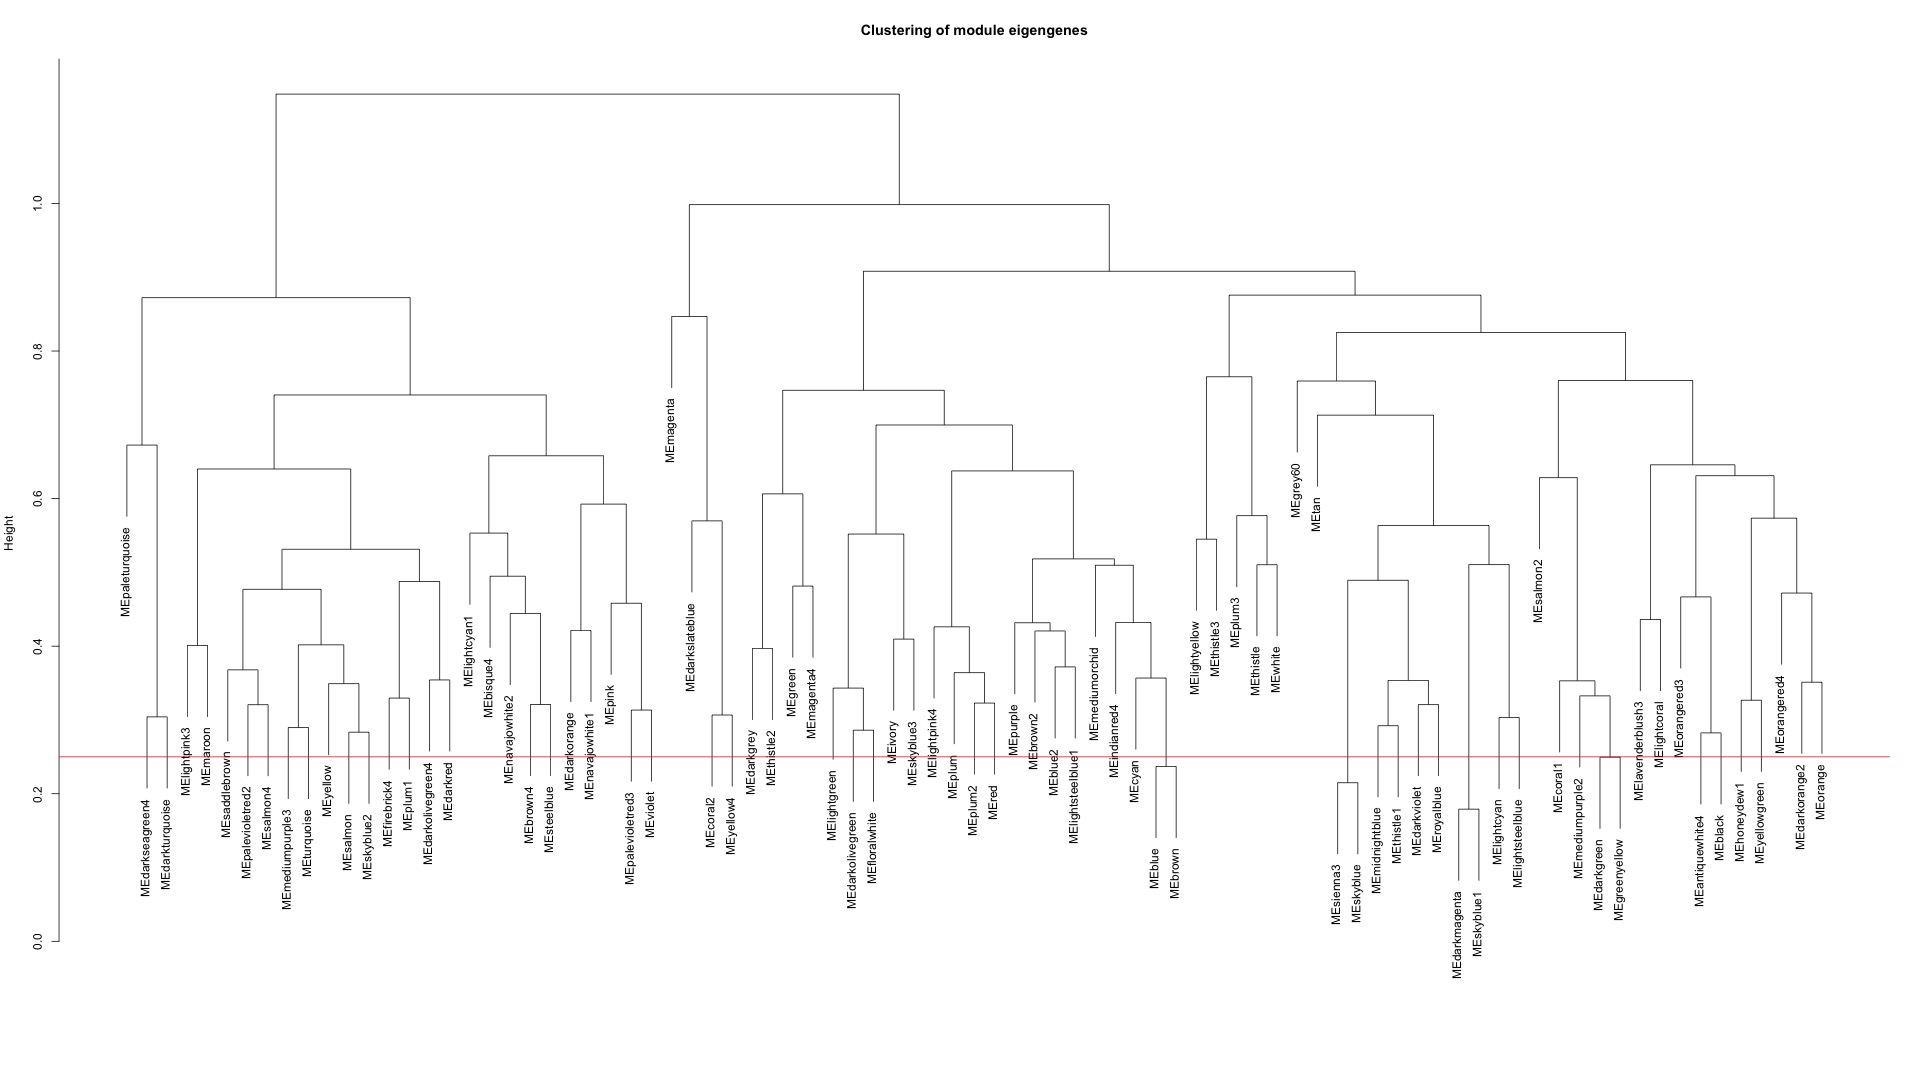 Clustering of module eigengenes
Height
1.0
0.8
0.6
0.4
0.2
0.0
MEpaleturquoise
MEdarkseagreen4
MEdarkturquoise
MElightpink3
MEmaroon
MEsaddlebrown
MEpalevioletred2
MEsalmon4
MEmediumpurple3
MEturquoise
MEyellow
MEsalmon
MEskyblue2
MEfirebrick4
MEplum1
MEdarkolivegreen4
MEdarkred
MElightcyan1
MEbisque4
MEnavajowhite2
MEbrown4
MEsteelblue
MEdarkorange
MEnavajowhite1
MEpink
MEpalevioletred3
MEviolet
MEmagenta
MEdarkslateblue
MEcoral2
MEyellow4
MEdarkgrey
MEthistle2
MEgreen
MEmagenta4
MElightgreen
MEdarkolivegreen
MEfloralwhite
MEivory
MEskyblue3
MElightpink4
MEplum
MEplum2
MEred
MEpurple
MEbrown2
MEblue2
MElightsteelblue1
MEmediumorchid
MEindianred4
MEcyan
MEblue
MEbrown
MElightyellow
MEthistle3
MEplum3
MEthistle
MEwhite
MEgrey60
MEtan
MEsienna3
MEskyblue
MEmidnightblue
MEthistle1
MEdarkviolet
MEroyalblue
MEdarkmagenta
MEskyblue1
MElightcyan
MElightsteelblue
MEsalmon2
MEcoral1
MEmediumpurple2
MEdarkgreen
MEgreenyellow
MElavenderblush3
MElightcoral
MEorangered3
MEantiquewhite4
MEblack
MEhoneydew1
MEyellowgreen
MEorangered4
MEdarkorange2
MEorange